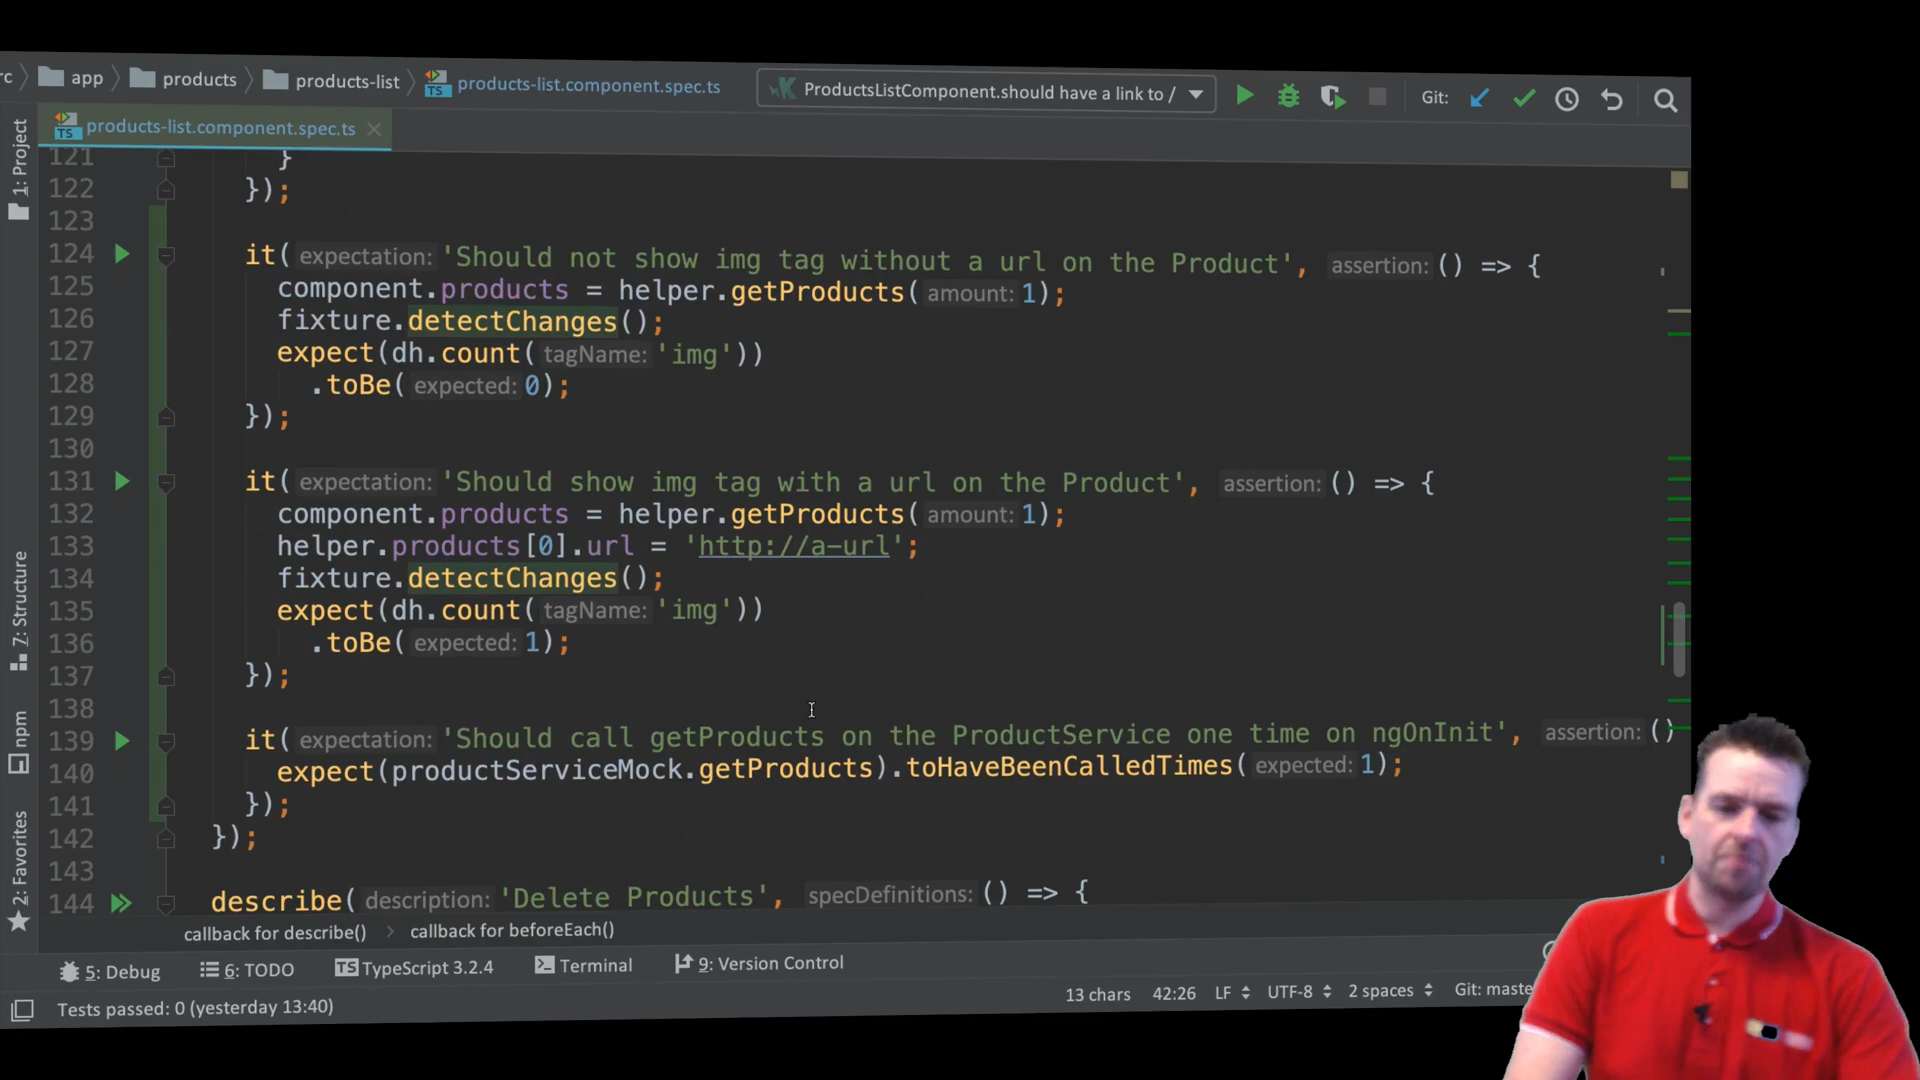 rc app products products-list products-list.component.spec.ts ProductsListComponent.should have a link to / Git:
products-list.component.spec.ts
1: Project
7: Structure
npm
2: Favorites
121 }
122 });
123
124 it( expectation: 'Should not show img tag without a url on the Product', assertion: () => {
125 component.products = helper.getProducts( amount: 1);
126 fixture.detectChanges();
127 expect(dh.count( tagName: 'img'))
128 .toBe( expected: 0);
129 });
130
131 it( expectation: 'Should show img tag with a url on the Product', assertion: () => {
132 component.products = helper.getProducts( amount: 1);
133 helper.products[0].url = 'http://a-url';
134 fixture.detectChanges();
135 expect(dh.count( tagName: 'img'))
136 .toBe( expected: 1);
137 });
138
139 it( expectation: 'Should call getProducts on the ProductService one time on ngOnInit', assertion: ()
140 expect(productServiceMock.getProducts).toHaveBeenCalledTimes( expected: 1);
141 });
142 });
143
144 describe( description: 'Delete Products', specDefinitions: () => {
callback for describe() callback for beforeEach()
5: Debug 6: TODO TypeScript 3.2.4 Terminal 9: Version Control
Tests passed: 0 (yesterday 13:40) 13 chars 42:26 LF UTF-8 2 spaces Git: maste